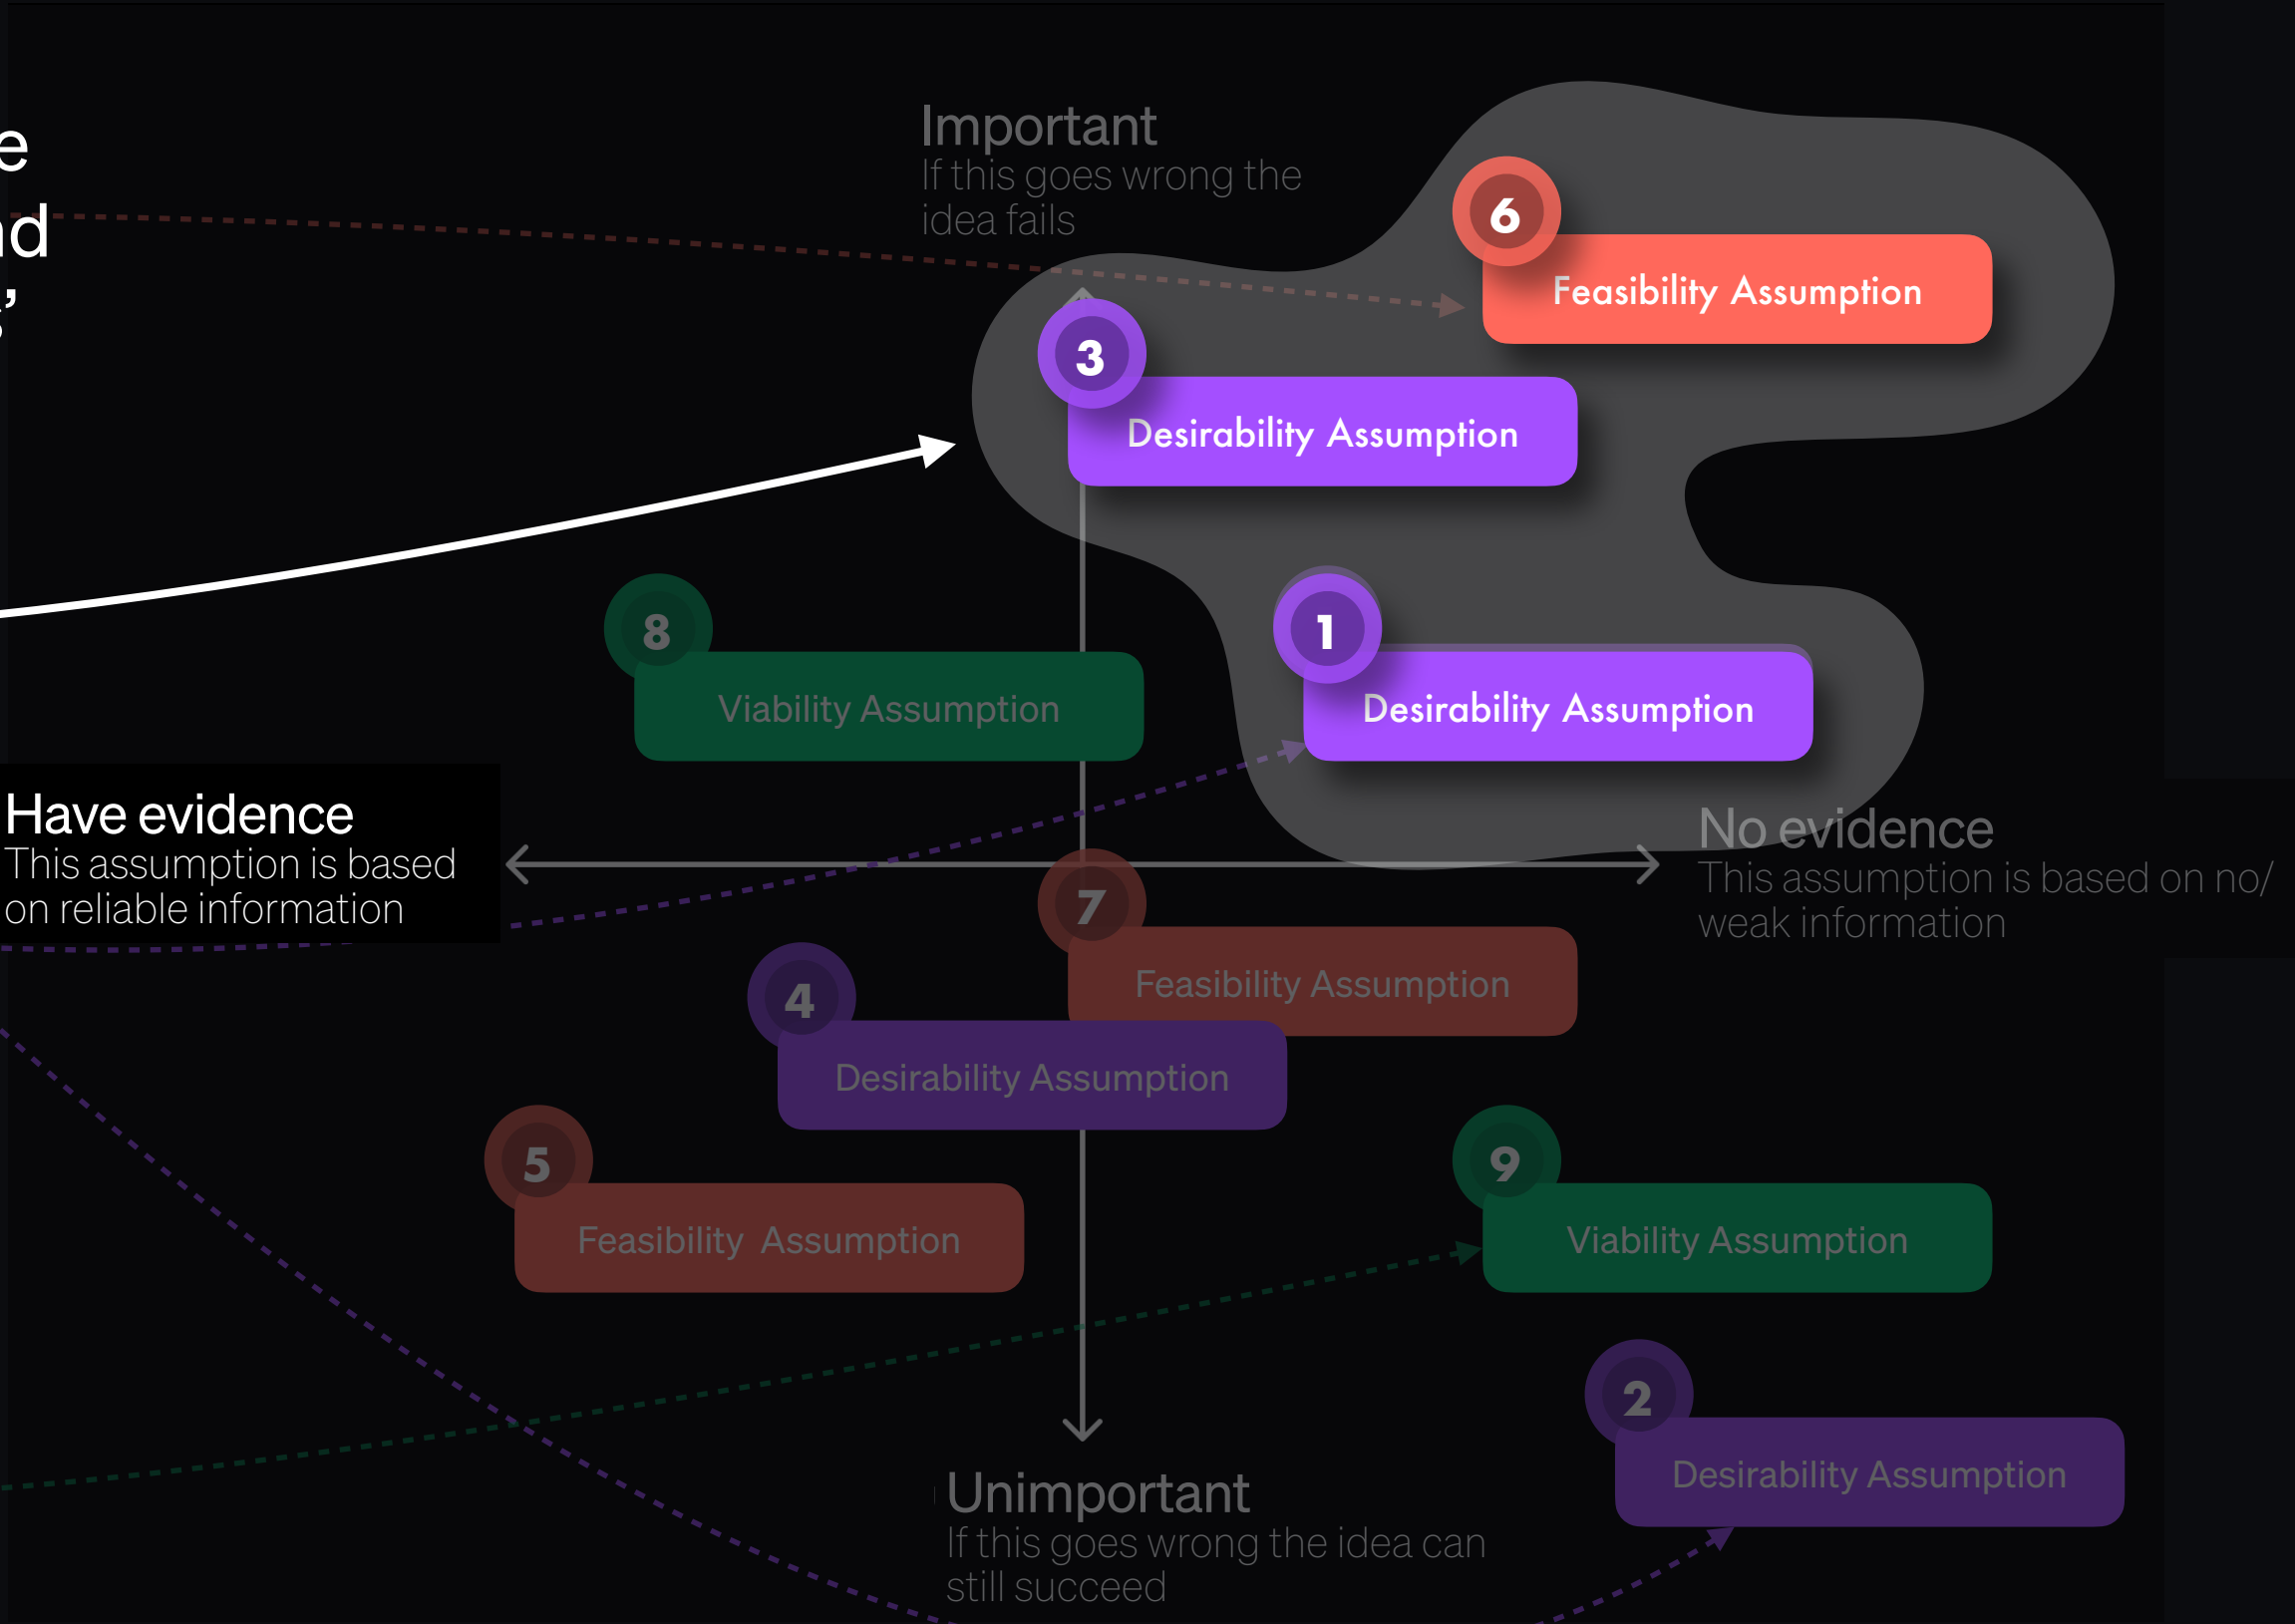 e
nd
’
Important
If this goes wrong the
idea fails
6
Feasibility Assumption
3
Desirability Assumption
8
Viability Assumption
1
Desirability Assumption
Have evidence
This assumption is based
on reliable information
No evidence
This assumption is based on no/
weak information
7
Feasibility Assumption
4
Desirability Assumption
5
Feasibility Assumption
9
Viability Assumption
2
Desirability Assumption
Unimportant
If this goes wrong the idea can
still succeed